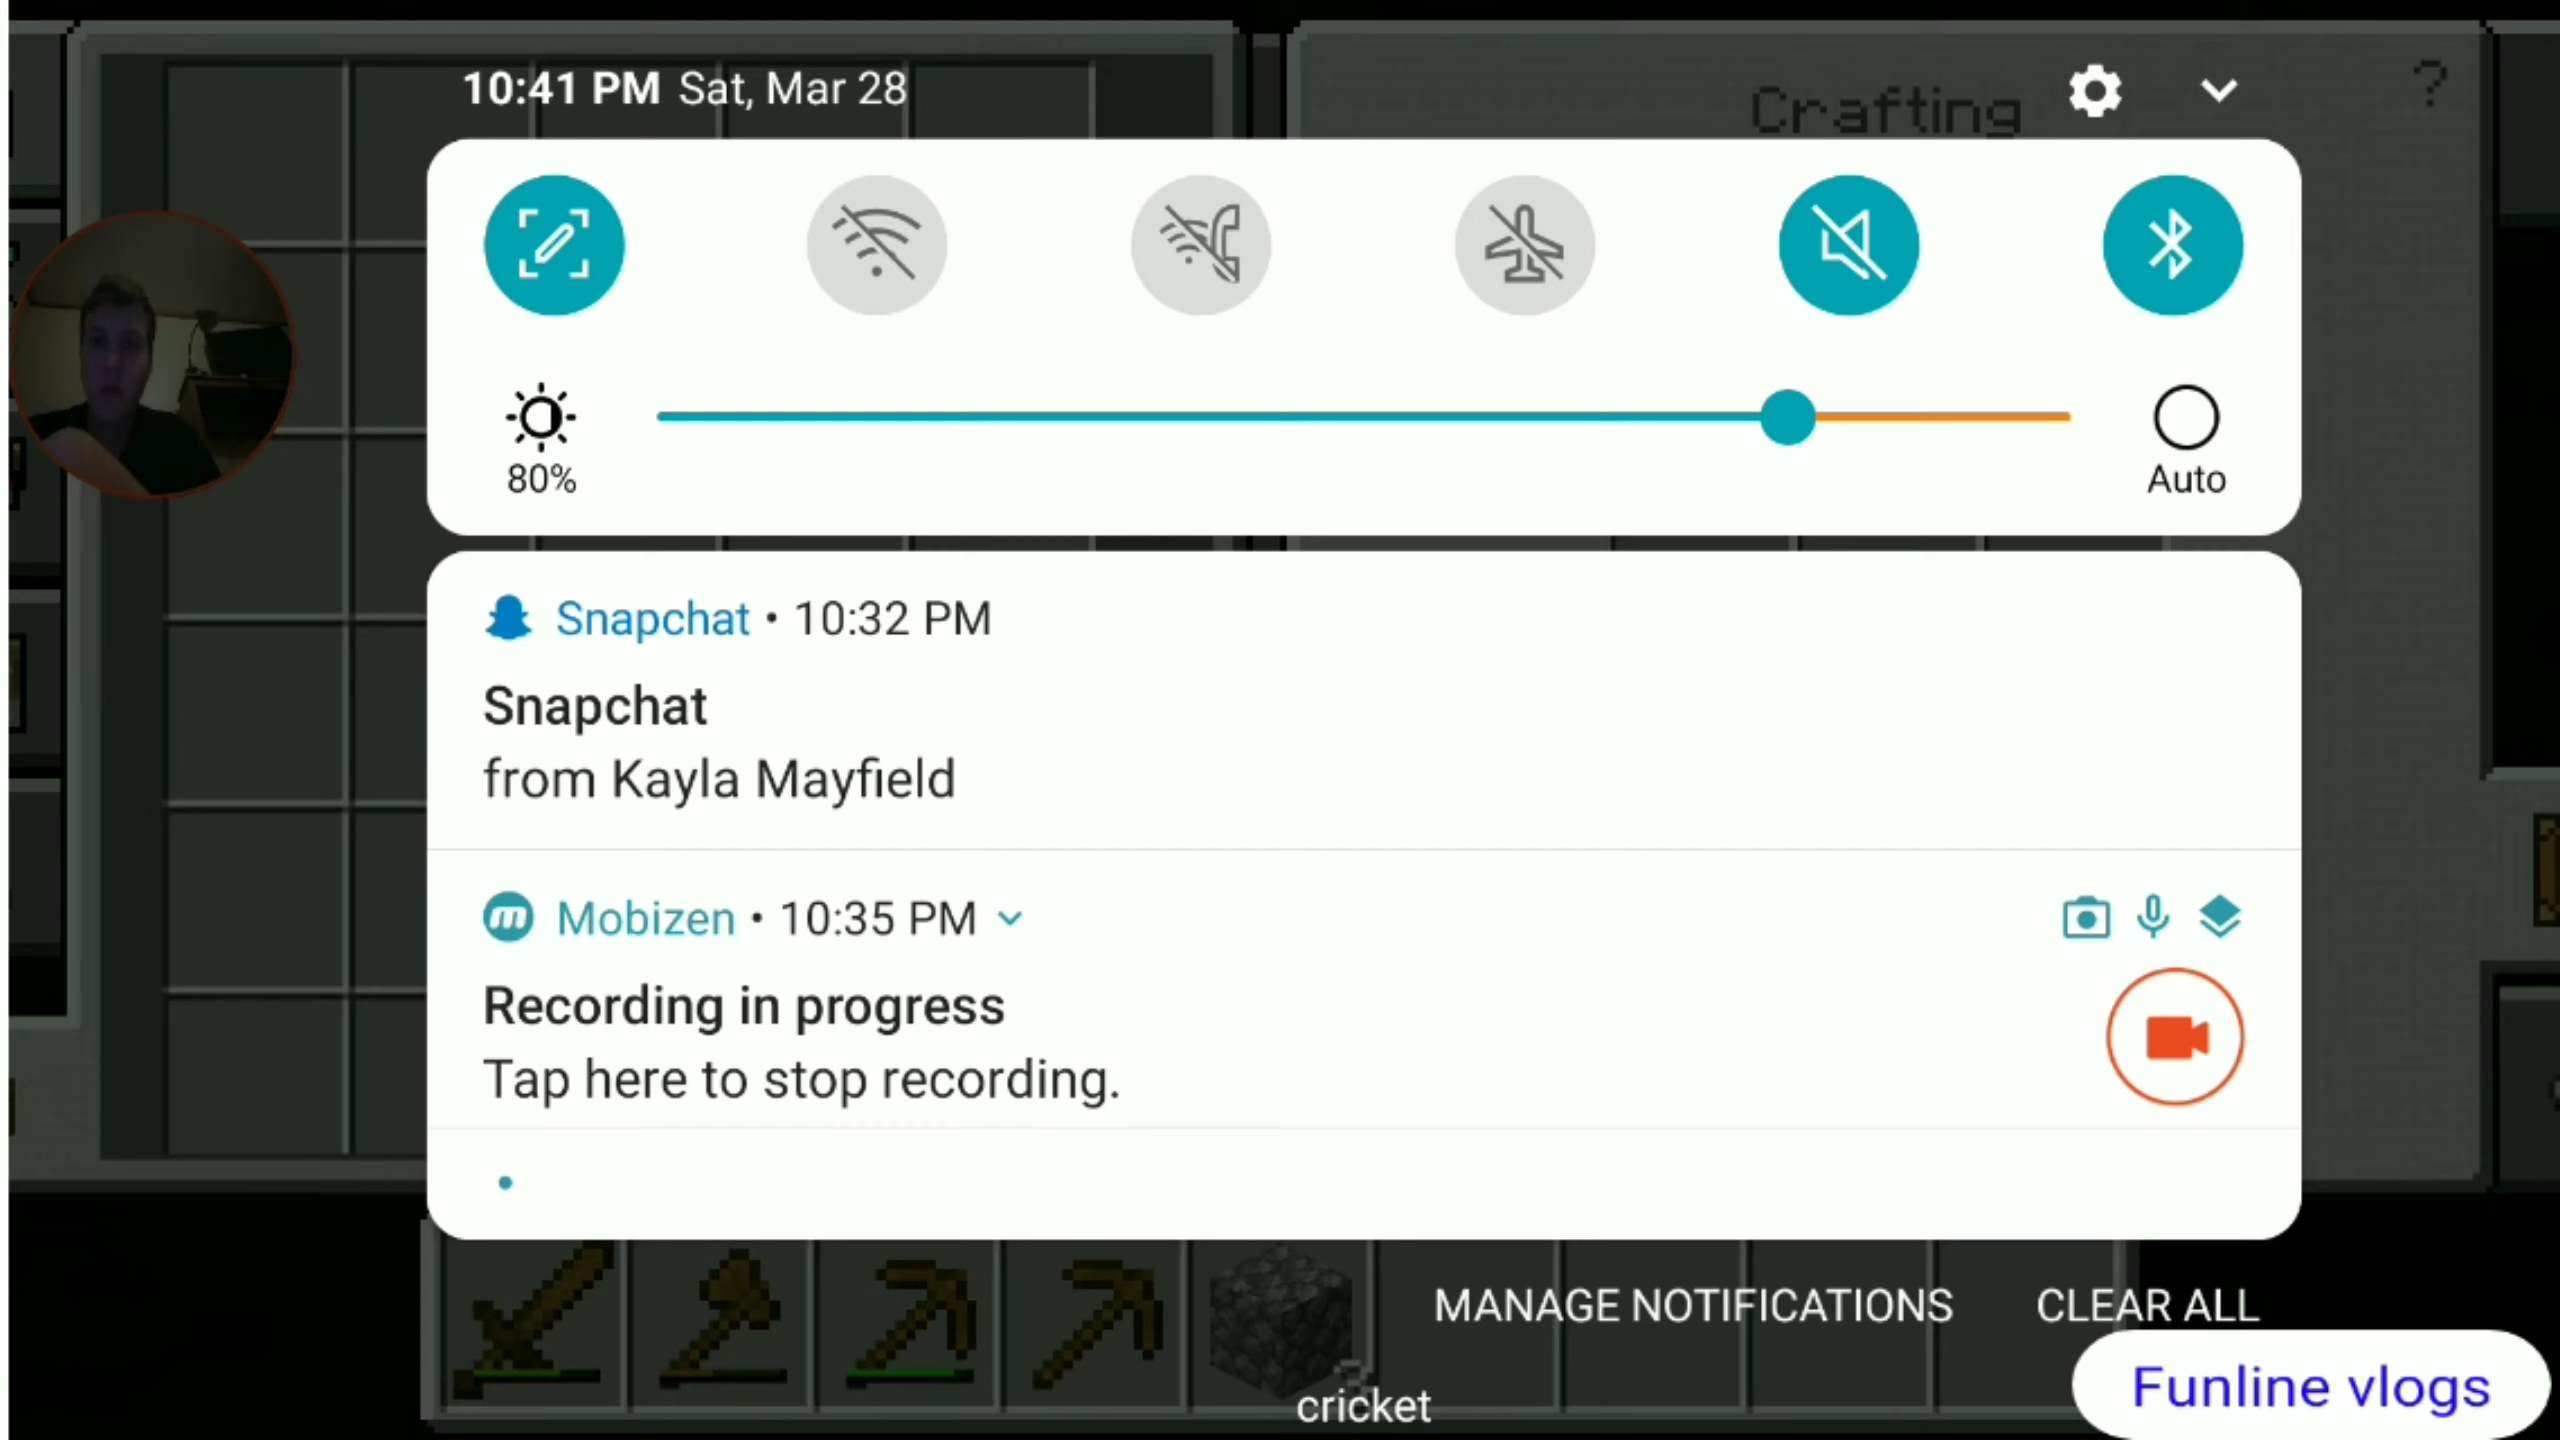 10:41 PM Sat, Mar 28
Crafting
?
80%
Auto
Snapchat • 10:32 PM
Snapchat
from Kayla Mayfield
Mobizen • 10:35 PM
Recording in progress
Tap here to stop recording.
MANAGE NOTIFICATIONS
CLEAR ALL
cricket
Funline vlogs